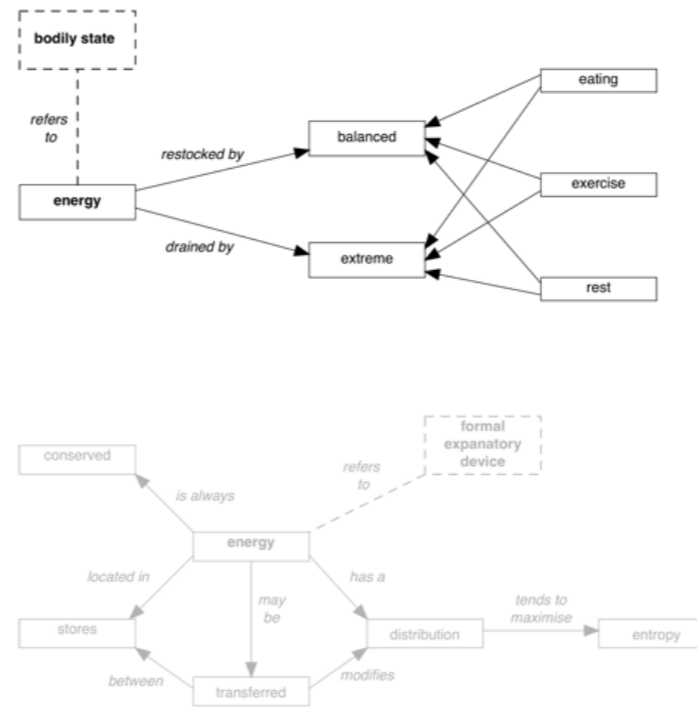 bodily state
refers
to
energy
restocked by
drained by
balanced
extreme
eating
exercise
rest
formal
expanatory
device
refers
to
conserved
is always
energy
located in
may
be
has a
stores
distribution
tends to
maximise
entropy
between
transferred
modifies